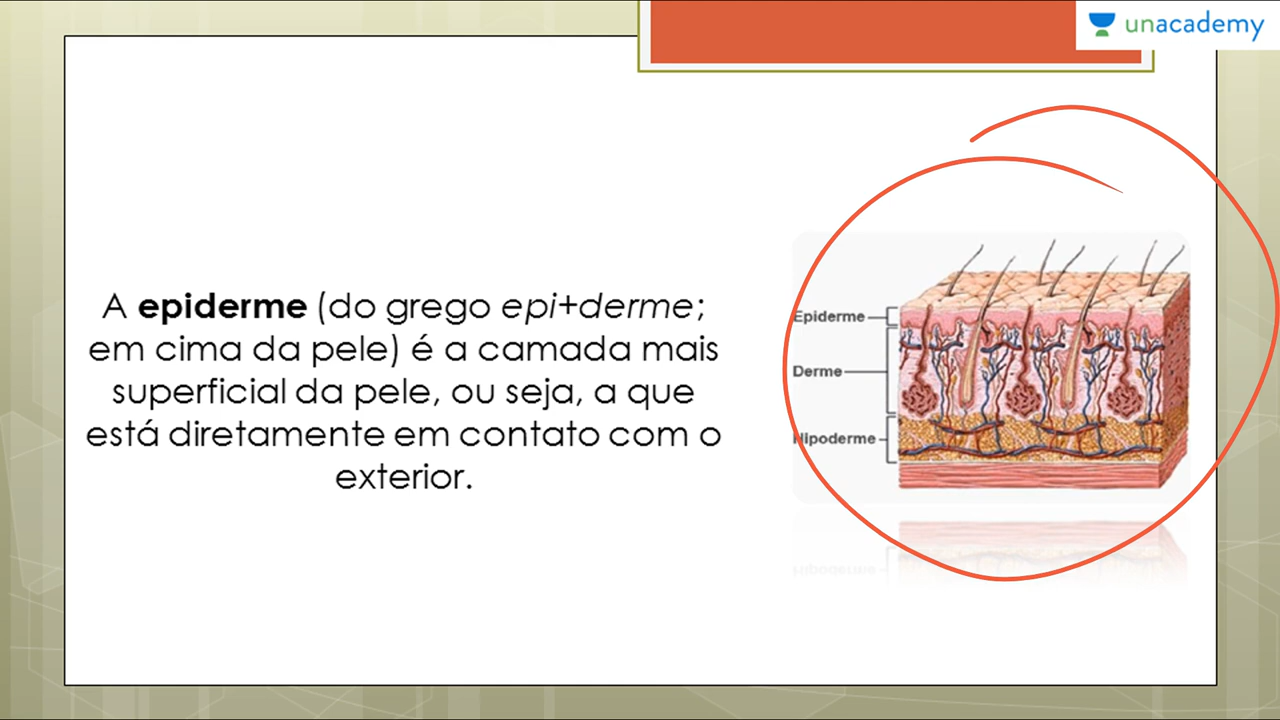 unacademy
A epiderme (do grego epi+derme;
em cima da pele) é a camada mais
superficial da pele, ou seja, a que
está diretamente em contato com o
exterior.
Epiderme
Derme
Hipoderme